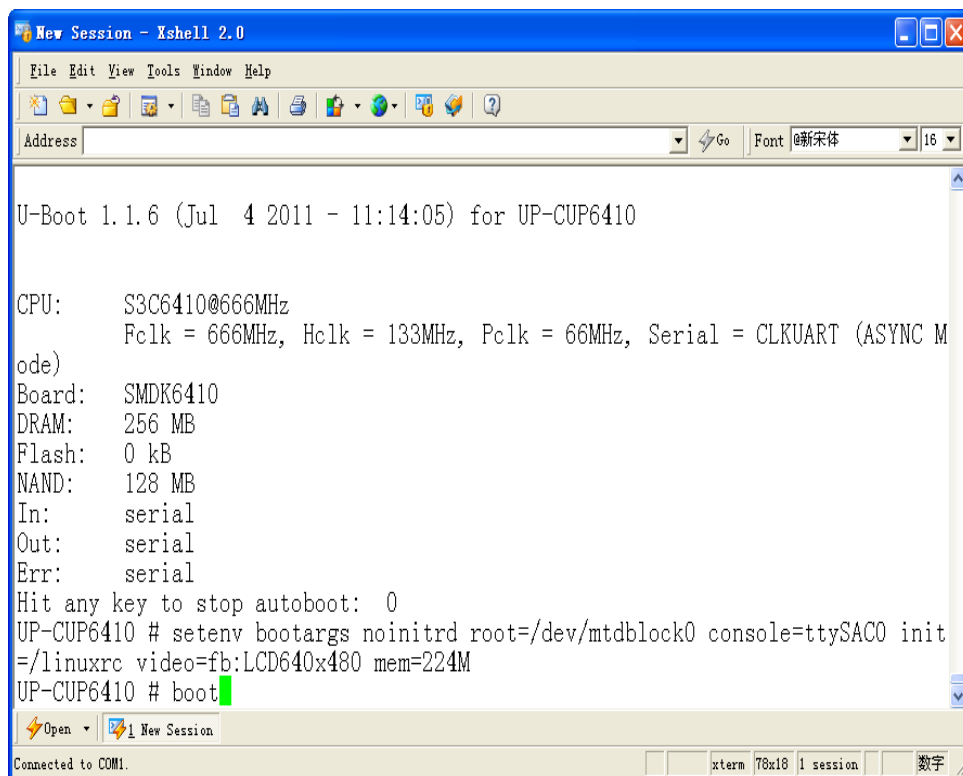 New Session - Xshell 2.0
File Edit View Tools Window Help
Address Go Font @新宋体 16
U-Boot 1.1.6 (Jul  4 2011 - 11:14:05) for UP-CUP6410
CPU:     S3C6410@666MHz
         Fclk = 666MHz, Hclk = 133MHz, Pclk = 66MHz, Serial = CLKUART (ASYNC M
ode)
Board:   SMDK6410
DRAM:    256 MB
Flash:   0 kB
NAND:    128 MB
In:      serial
Out:     serial
Err:     serial
Hit any key to stop autoboot:  0
UP-CUP6410 # setenv bootargs noinitrd root=/dev/mtdblock0 console=ttySAC0 init
=/linuxrc video=fb:LCD640x480 mem=224M
UP-CUP6410 # boot
Open 1 New Session
Connected to COM1. xterm 78x18 1 session 数字